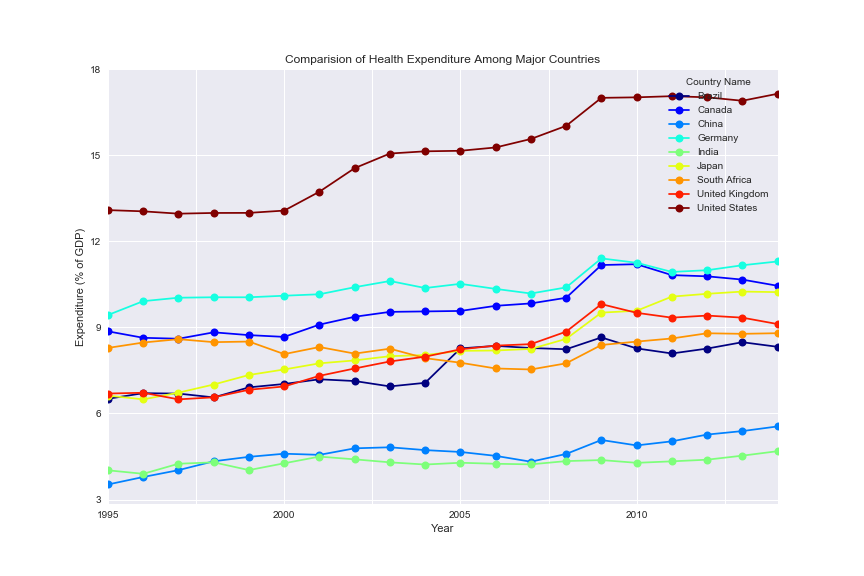 Comparision of Health Expenditure Among Major Countries
18
15
12
9
6
3
Expenditure (% of GDP)
1995
2000
2005
2010
Year
Country Name
Brazil
Canada
China
Germany
India
Japan
South Africa
United Kingdom
United States